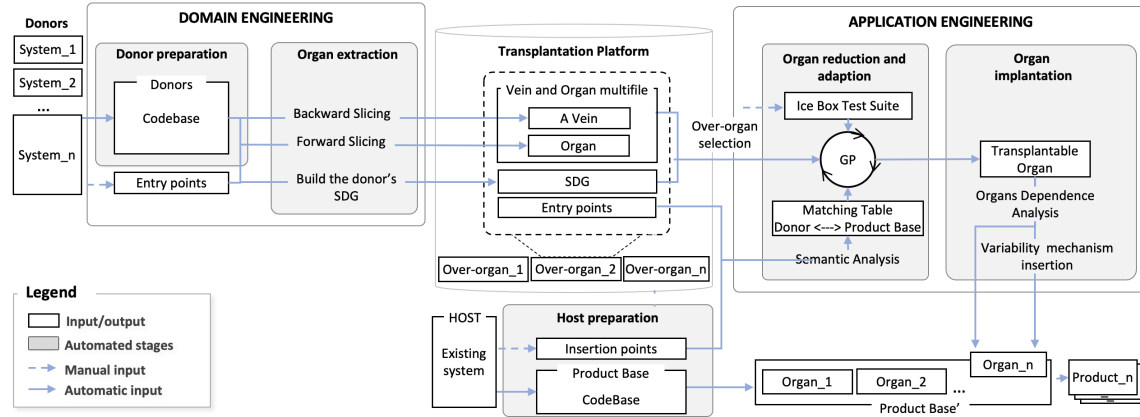 Donors
System_1
System_2
...
System_n
DOMAIN ENGINEERING
Donor preparation
Donors
Codebase
Entry points
Organ extraction
Backward Slicing
Forward Slicing
Build the donor's
SDG
Transplantation Platform
Vein and Organ multifile
A Vein
Organ
SDG
Entry points
Over-organ_1
Over-organ_2
Over-organ_n
Over-organ
selection
APPLICATION ENGINEERING
Organ reduction and
adaption
Ice Box Test Suite
GP
Matching Table
Donor <---> Product Base
Semantic Analysis
Organ
implantation
Transplantable
Organ
Organs Dependence
Analysis
Variability mechanism
insertion
Legend
Input/output
Automated stages
Manual input
Automatic input
HOST
Existing
system
Host preparation
Insertion points
Product Base
CodeBase
Organ_1
Organ_2
...
Organ_n
Product Base'
Product_n